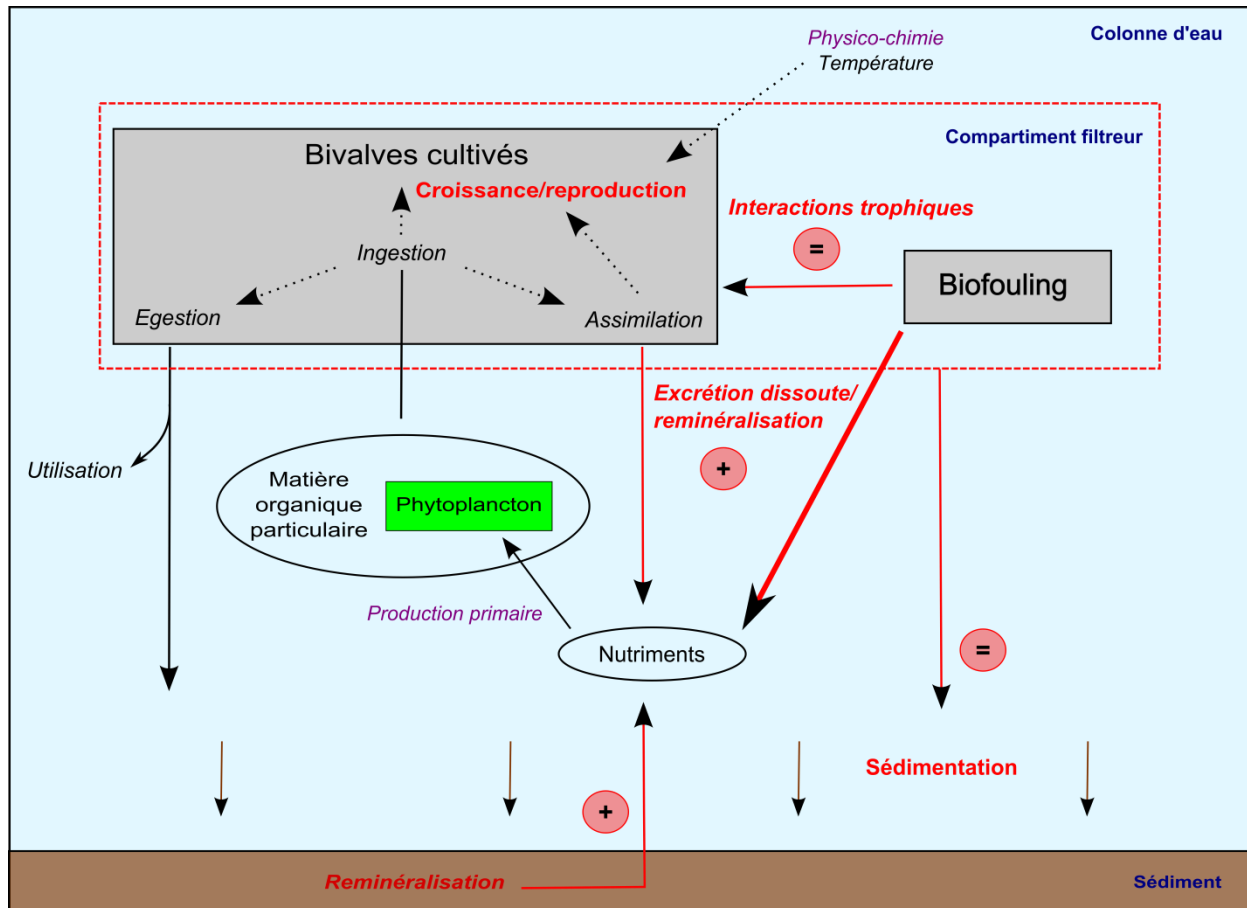 Colonne d'eau
Physico-chimie
Température
Compartiment filtreur
Bivalves cultivés
Croissance/reproduction
Interactions trophiques
=
Ingestion
Biofouling
Egestion
Assimilation
Excrétion dissoute/
reminéralisation
+
Utilisation
Matière
organique
particulaire
Phytoplancton
Production primaire
Nutriments
=
Sédimentation
+
Reminéralisation
Sédiment